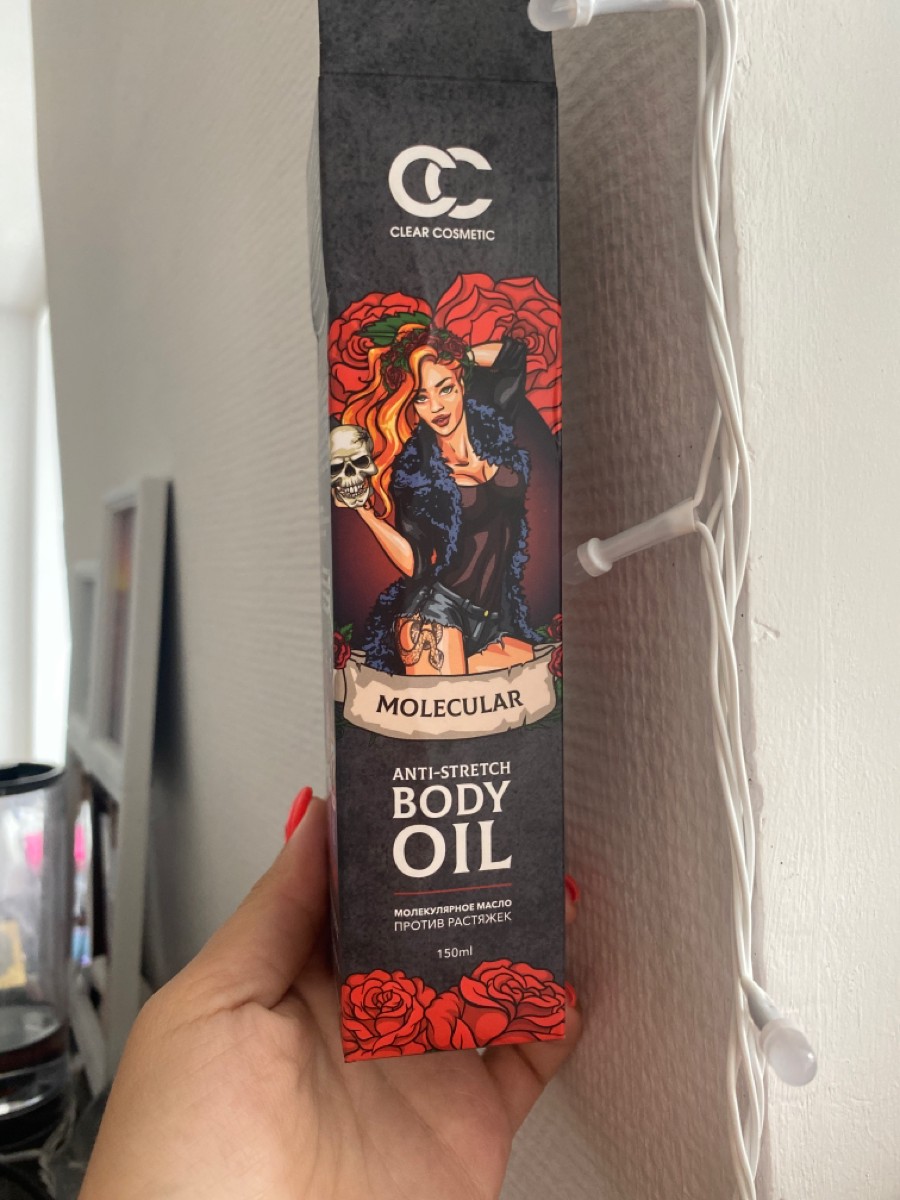 CC
CLEAR COSMETIC
MOLECULAR
ANTI-STRETCH
BODY
OIL
МОЛЕКУЛЯРНОЕ МАСЛО
ПРОТИВ РАСТЯЖЕК
150ml